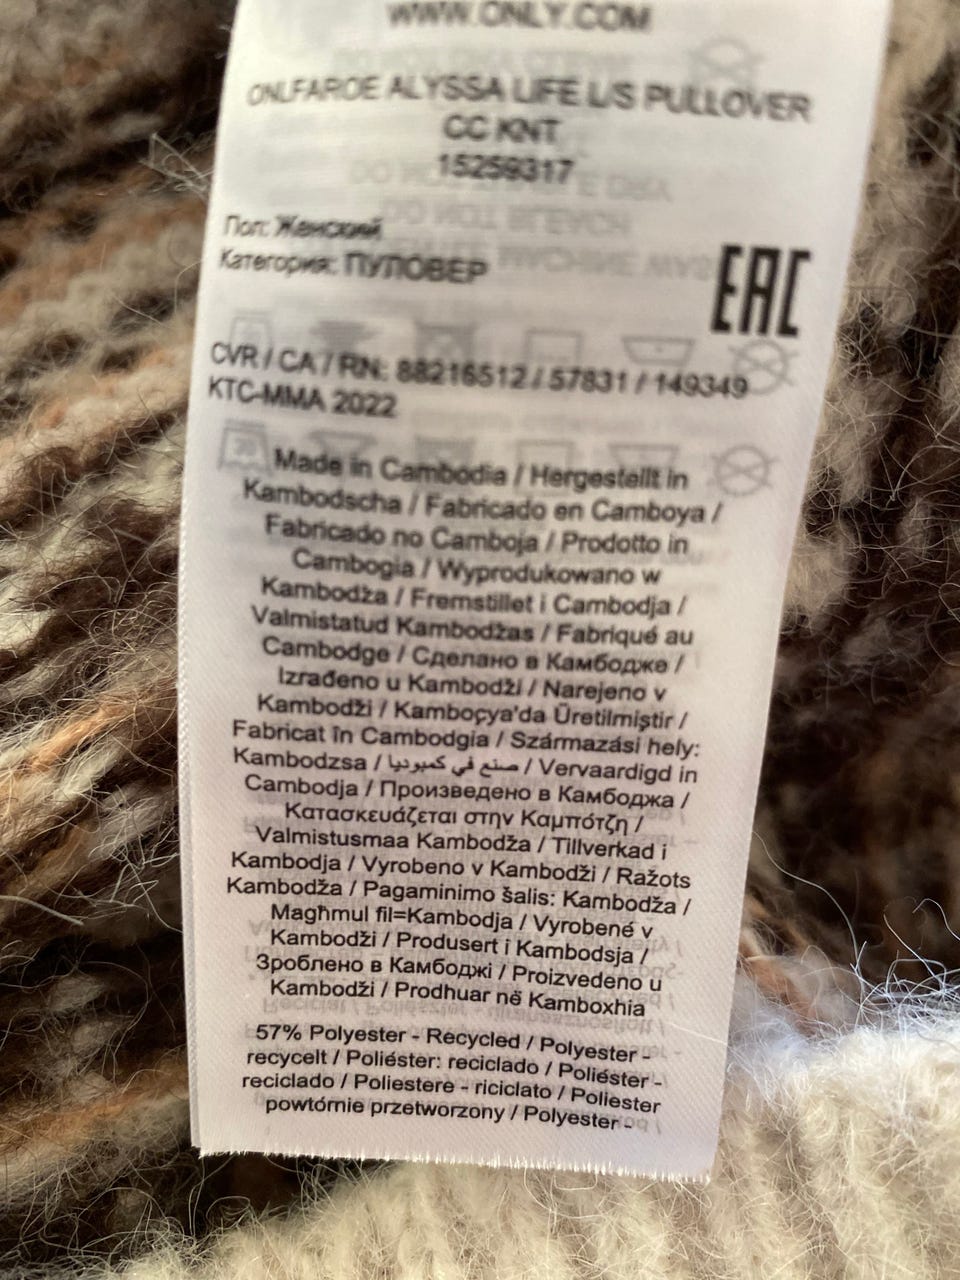 WWW.ONLY.COM
ONLFAROE ALYSSA LIFE L/S PULLOVER
CC KNT
15259317
Пол: Женский
Категория: ПУЛОВЕР
EAC
CVR / CA / RN: 88216512 / 57831 / 149349
KTC-MMA 2022
Made in Cambodia / Hergestellt in
Kambodscha / Fabricado en Camboya /
Fabricado no Camboja / Prodotto in
Cambogia / Wyprodukowano w
Kambodża / Fremstillet i Cambodja /
Valmistatud Kambodžas / Fabriqué au
Cambodge / Сделано в Камбодже /
Izrađeno u Kambodži / Narejeno v
Kambodži / Kamboçya'da Üretilmiştir /
Fabricat în Cambodgia / Származási hely:
Kambodzsa / صنع في كمبوديا / Vervaardigd in
Cambodja / Произведено в Камбоджа /
Κατασκευάζεται στην Καμπότζη /
Valmistusmaa Kambodža / Tillverkad i
Kambodja / Vyrobeno v Kambodži / Ražots
Kambodža / Pagaminimo šalis: Kambodža /
Magħmul fil=Kambodja / Vyrobené v
Kambodži / Produsert i Kambodsja /
Зроблено в Камбоджі / Proizvedeno u
Kambodži / Prodhuar në Kamboxhia
57% Polyester - Recycled / Polyester -
recycelt / Poliéster: reciclado / Poliéster -
reciclado / Poliestere - riciclato / Poliester
powtórnie przetworzony / Polyester -